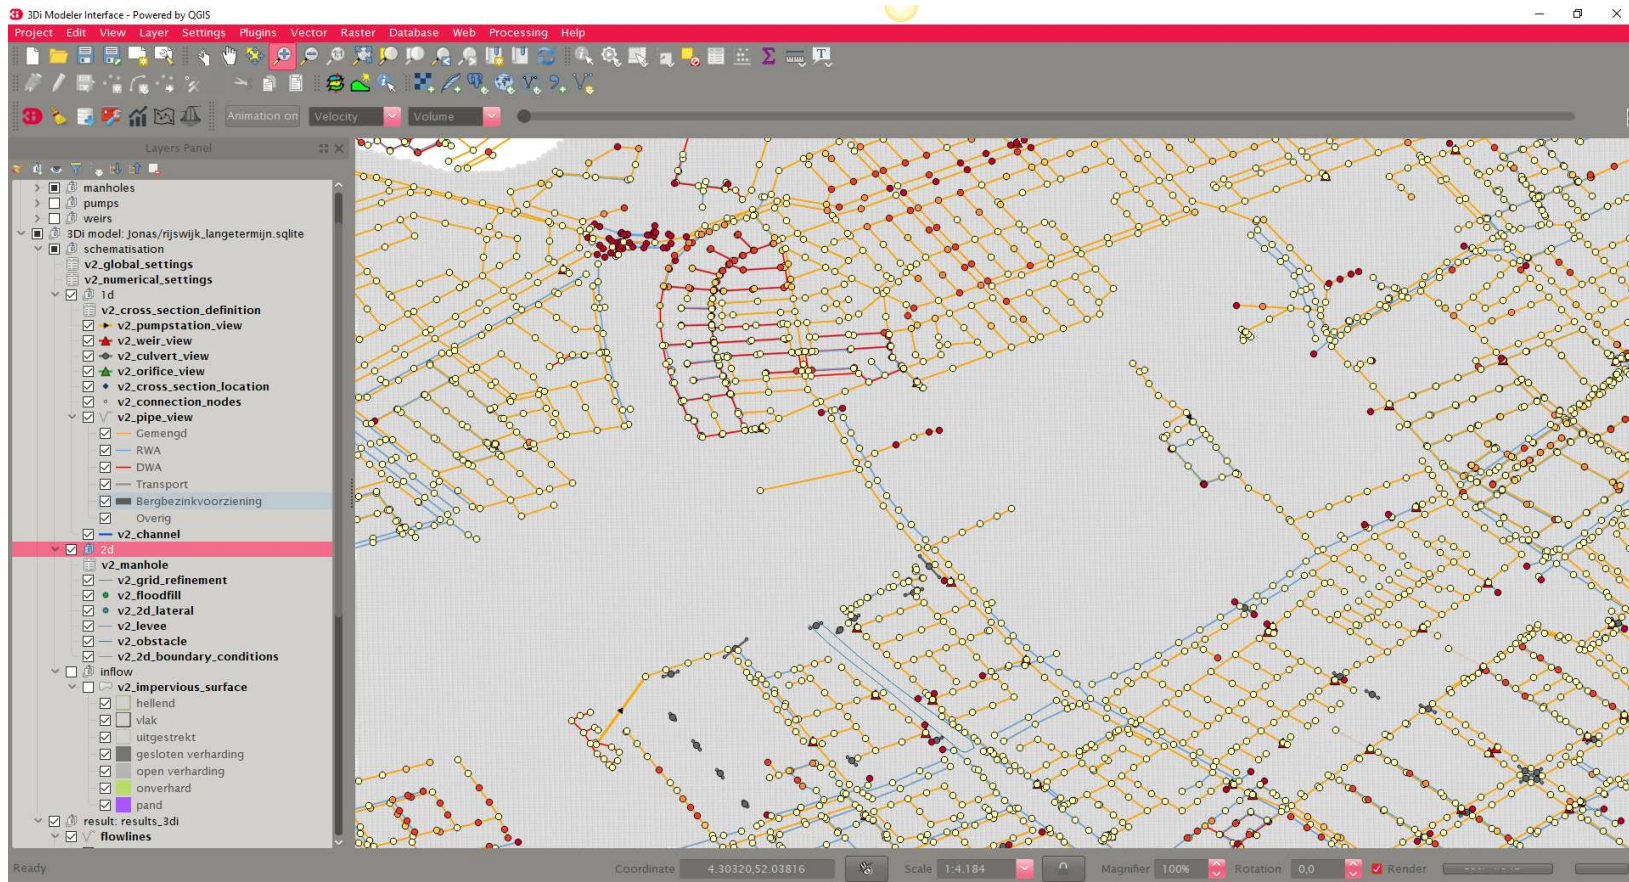 3Di Modeler Interface - Powered by QGIS
Project Edit View Layer Settings Plugins Vector Raster Database Web Processing Help
3i Animation on Velocity Volume
Layers Panel
manholes
pumps
weirs
3Di model: Jonas/rijswijk_langetermijn.sqlite
schematisation
v2_global_settings
v2_numerical_settings
1d
v2_cross_section_definition
v2_pumpstation_view
v2_weir_view
v2_culvert_view
v2_orifice_view
v2_cross_section_location
v2_connection_nodes
v2_pipe_view
Gemengd
RWA
DWA
Transport
Bergbezinkvoorziening
Overig
v2_channel
2d
v2_manhole
v2_grid_refinement
v2_floodfill
v2_2d_lateral
v2_levee
v2_obstacle
v2_2d_boundary_conditions
inflow
v2_impervious_surface
hellend
vlak
uitgestrekt
gesloten verharding
open verharding
onverhard
pand
result: results_3di
flowlines
Ready Coordinate 4.30320,52.03816 Scale 1:4.184 Magnifier 100% Rotation 0,0 Render